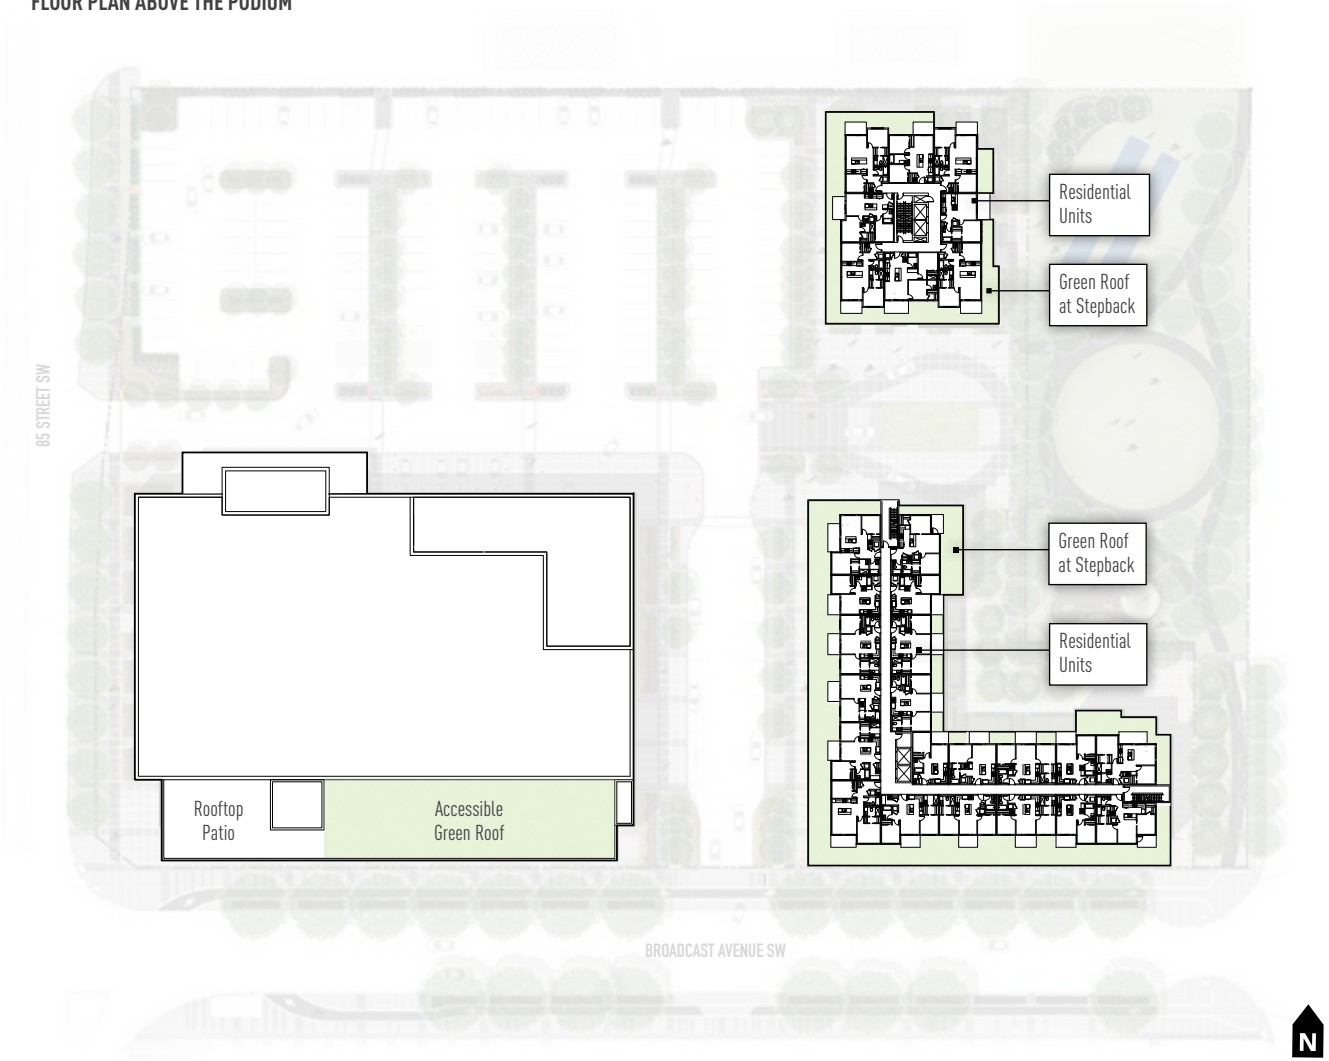 FLOOR PLAN ABOVE THE PODIUM
Residential
Units
Green Roof
at Stepback
85 STREET SW
Green Roof
at Stepback
Residential
Units
Rooftop
Patio
Accessible
Green Roof
BROADCAST AVENUE SW
N